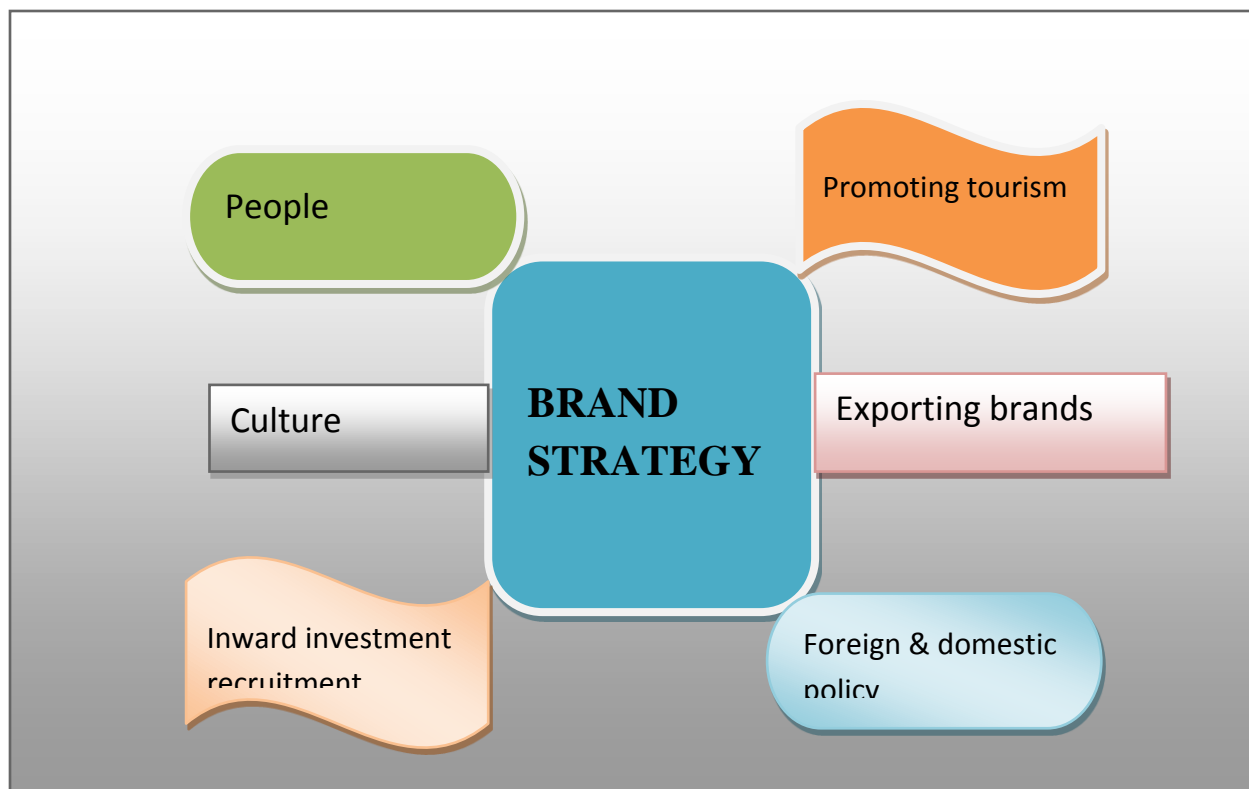 People
Promoting tourism
BRAND
STRATEGY
Culture
Exporting brands
Inward investment
recruitment
Foreign & domestic
policy